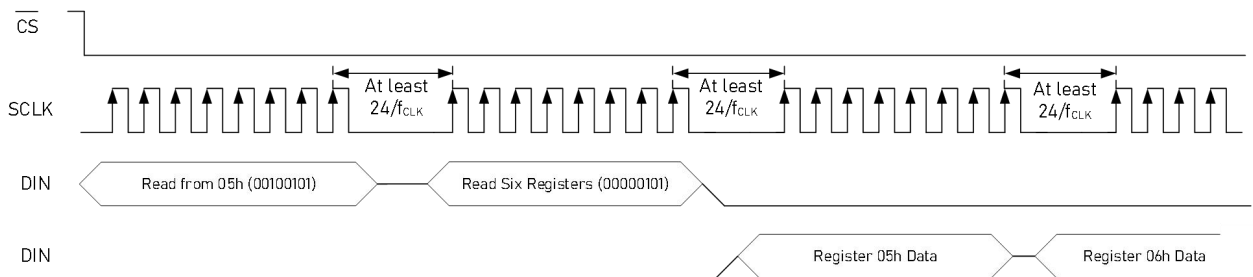 CS
At least
24/fCLK
At least
24/fCLK
At least
24/fCLK
SCLK
DIN
Read from 05h (00100101)
Read Six Registers (00000101)
DIN
Register 05h Data
Register 06h Data